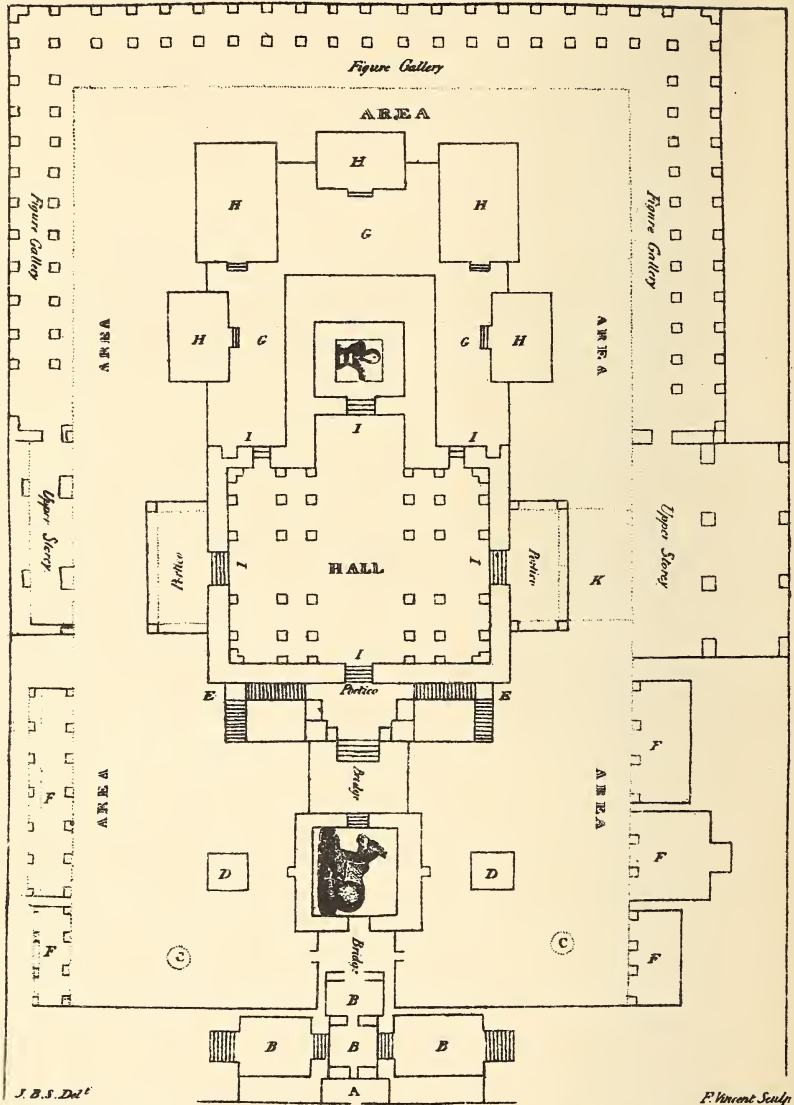 Figure Gallery
AREA
H
H
H
G
Figure Gallery
Figure Gallery
AREA
H
G
G
H
AREA
I
I
I
Upper Storey.
Upper Storey
Portico
I
HALL
I
Portico
K
I
E
Portico
E
Bridge
AREA
AREA
F
F
F
D
D
F
F
C
C
Bridge
B
B
B
B
A
J. B. S. Delt
F. Vincent Sculp